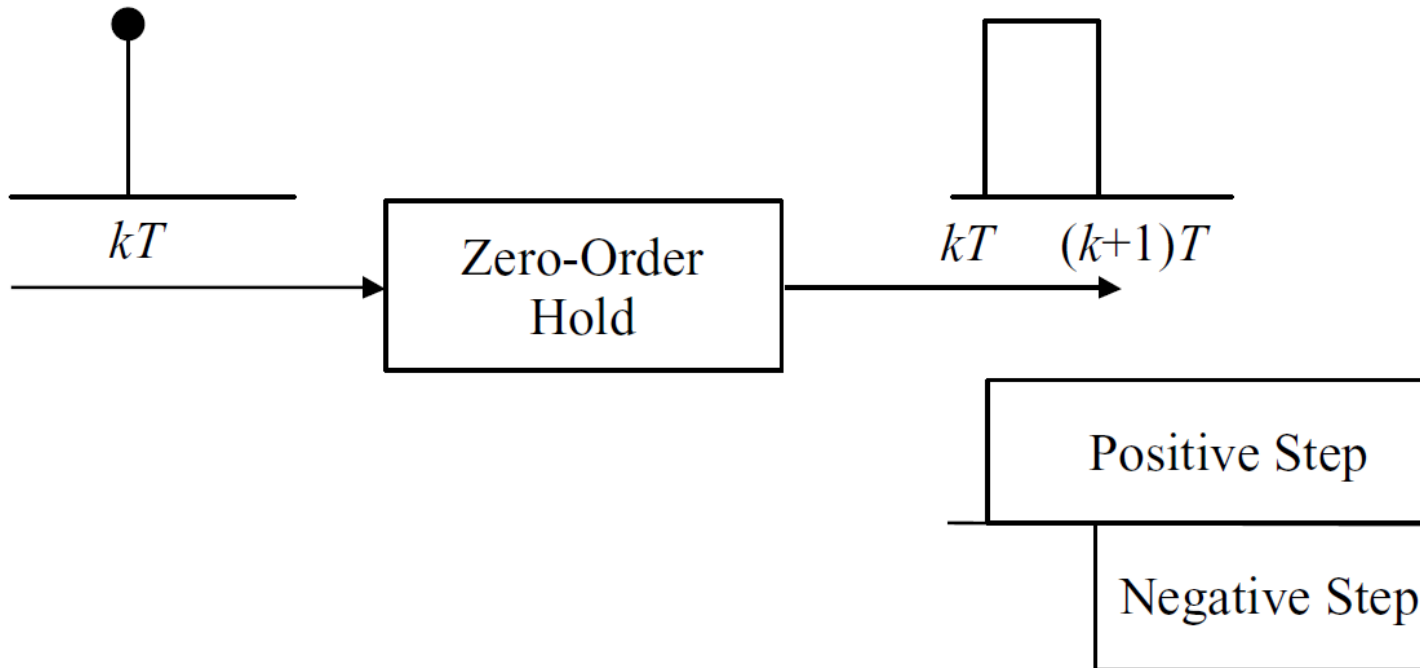 kT
kT
(k+1)T
Zero-Order
Hold
Positive Step
Negative Step